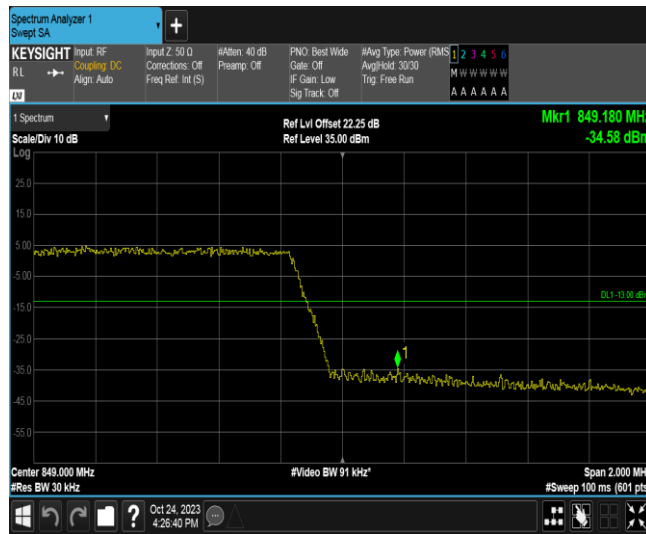 Spectrum Analyzer 1
Swept SA
+
KEYSIGHT
RL
LXI
Input: RF
Coupling: DC
Align: Auto
Input Z: 50 Ω
Corrections: Off
Freq Ref: Int (S)
#Atten: 40 dB
Preamp: Off
PNO: Best Wide
Gate: Off
IF Gain: Low
Sig Track: Off
#Avg Type: Power (RMS
Avg|Hold: 30/30
Trig: Free Run
1 2 3 4 5 6
M W W W W W
A A A A A A
1 Spectrum
Scale/Div 10 dB
Log
Ref Lvl Offset 22.25 dB
Ref Level 35.00 dBm
Mkr1 849.180 MHz
-34.58 dBm
25.0
15.0
5.00
-5.00
-15.0
-25.0
-35.0
-45.0
-55.0
DL1 -13.00 dBm
1
Center 849.000 MHz
#Res BW 30 kHz
#Video BW 91 kHz*
Span 2.000 MHz
#Sweep 100 ms (601 pts
?
Oct 24, 2023
4:26:40 PM